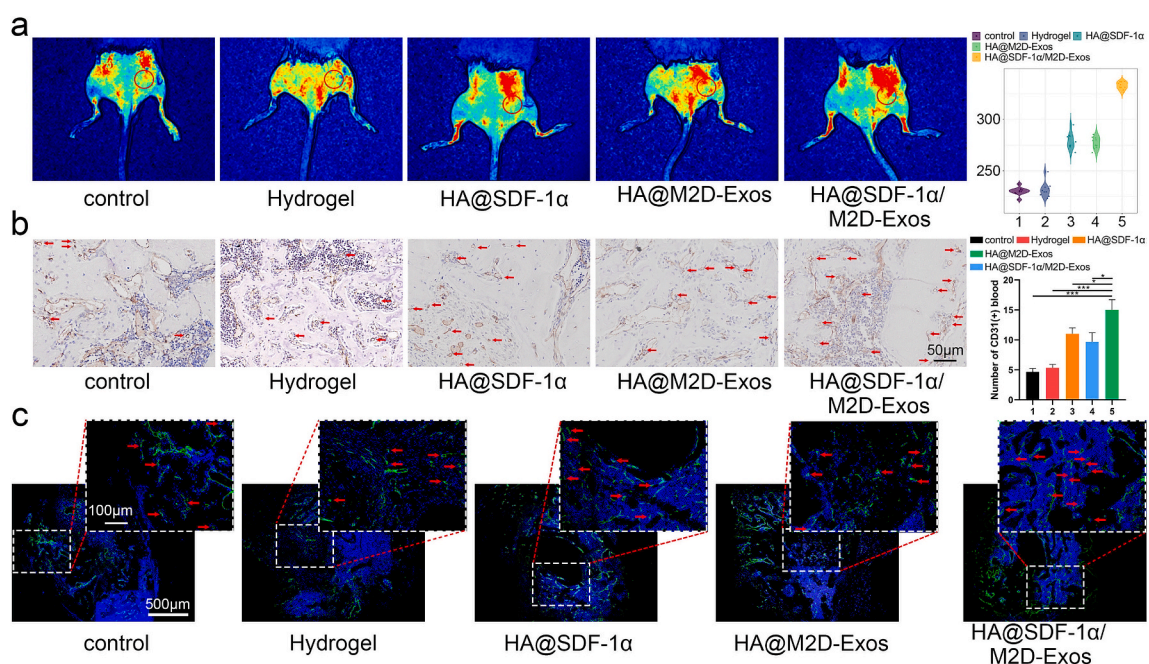 a
control Hydrogel HA@SDF-1α
HA@M2D-Exos
HA@SDF-1α/M2D-Exos
300
250
1 2 3 4 5
control
Hydrogel
HA@SDF-1α
HA@M2D-Exos
HA@SDF-1α/
M2D-Exos
b
50μm
control Hydrogel HA@SDF-1α
HA@M2D-Exos
HA@SDF-1α/M2D-Exos
Number of CD31(+) blood
20
15
10
5
0
*
*
***
***
1 2 3 4 5
control
Hydrogel
HA@SDF-1α
HA@M2D-Exos
HA@SDF-1α/
M2D-Exos
c
100μm
500μm
control
Hydrogel
HA@SDF-1α
HA@M2D-Exos
HA@SDF-1α/
M2D-Exos